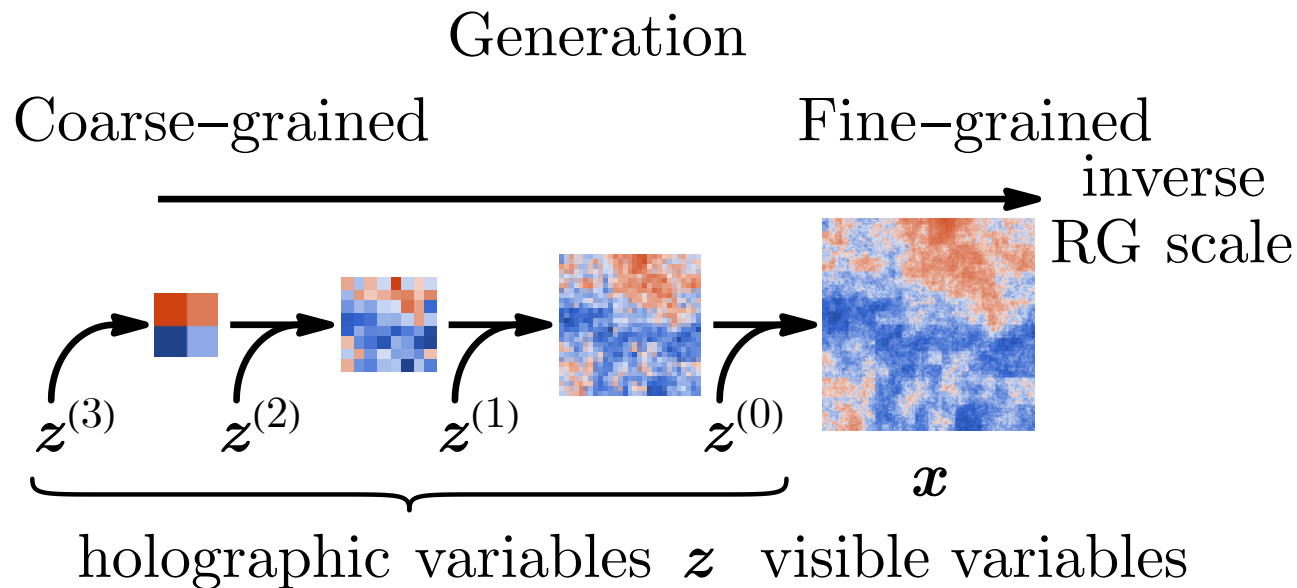 Generation
Coarse–grained
Fine–grained
inverse
RG scale
z^(3)
z^(2)
z^(1)
z^(0)
x
holographic variables z
visible variables